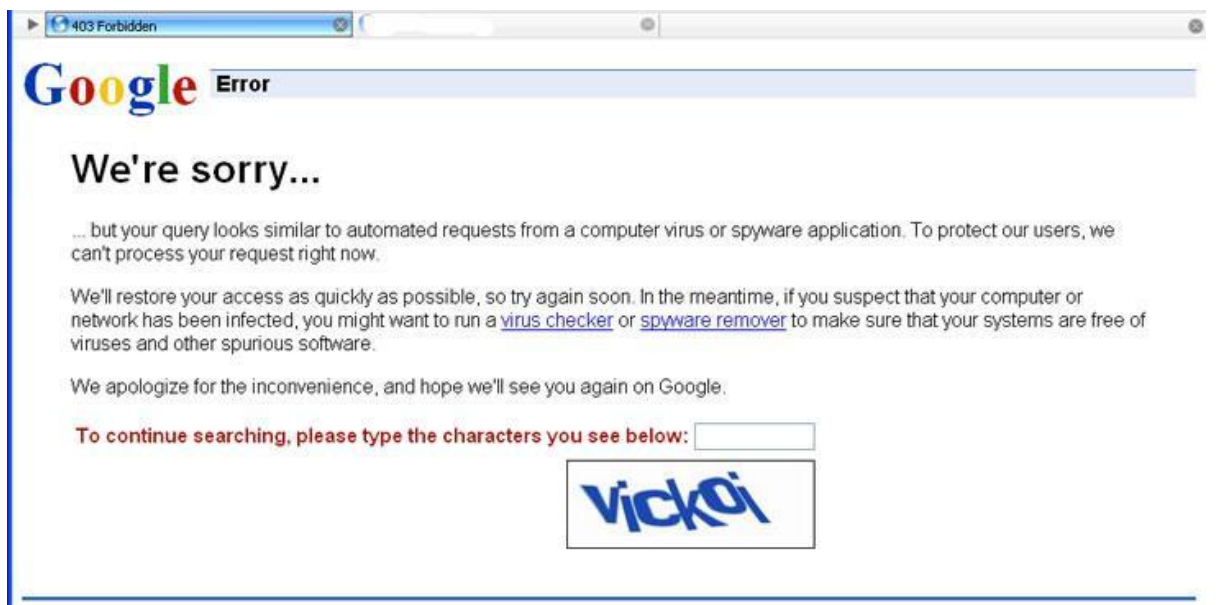 403 Forbidden
Google Error
We're sorry...
... but your query looks similar to automated requests from a computer virus or spyware application. To protect our users, we
can't process your request right now.
We'll restore your access as quickly as possible, so try again soon. In the meantime, if you suspect that your computer or
network has been infected, you might want to run a virus checker or spyware remover to make sure that your systems are free of
viruses and other spurious software.
We apologize for the inconvenience, and hope we'll see you again on Google.
To continue searching, please type the characters you see below:
vickoi